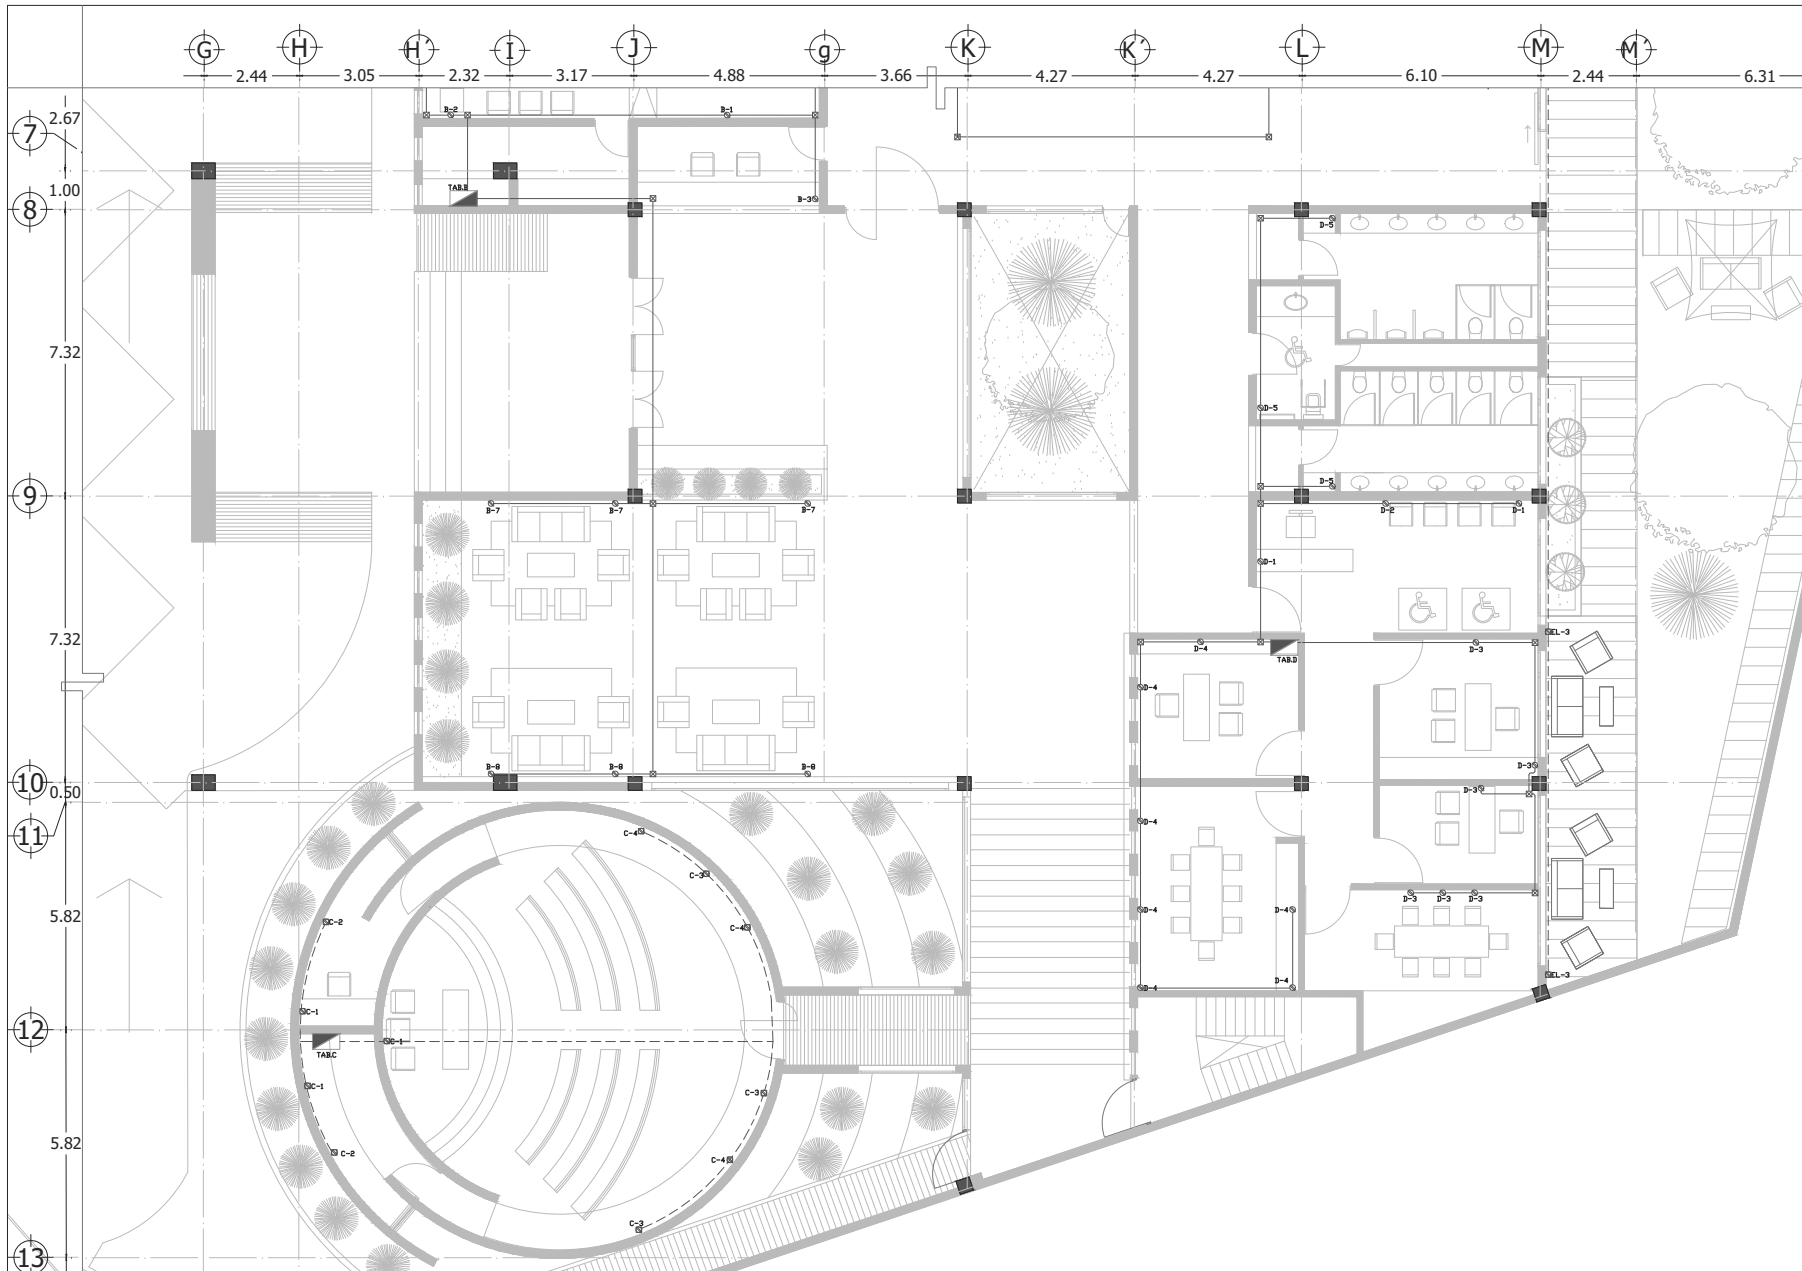 G H H´ I J g K K´ L M M´
2.44 3.05 2.32 3.17 4.88 3.66 4.27 4.27 6.10 2.44 6.31
B-2 B-1
2.67
7
TAB.B
1.00
B-3
8
D-5
7.32
D-5
D-5
9
B-7 B-7 B-7 D-2 D-1
D-1
7.32
EL-3
D-4 TAB.D D-3
D-4
B-8 B-8 B-8 D-3
10
0.50
D-3
11
C-4 D-4
C-3
D-3 D-3 D-3
5.82
C-2 C-4 D-4 D-4
EL-3
D-4 D-4
C-1
12
TAB.C C-1
C-1 C-3
5.82
C-2 C-4
C-3
13